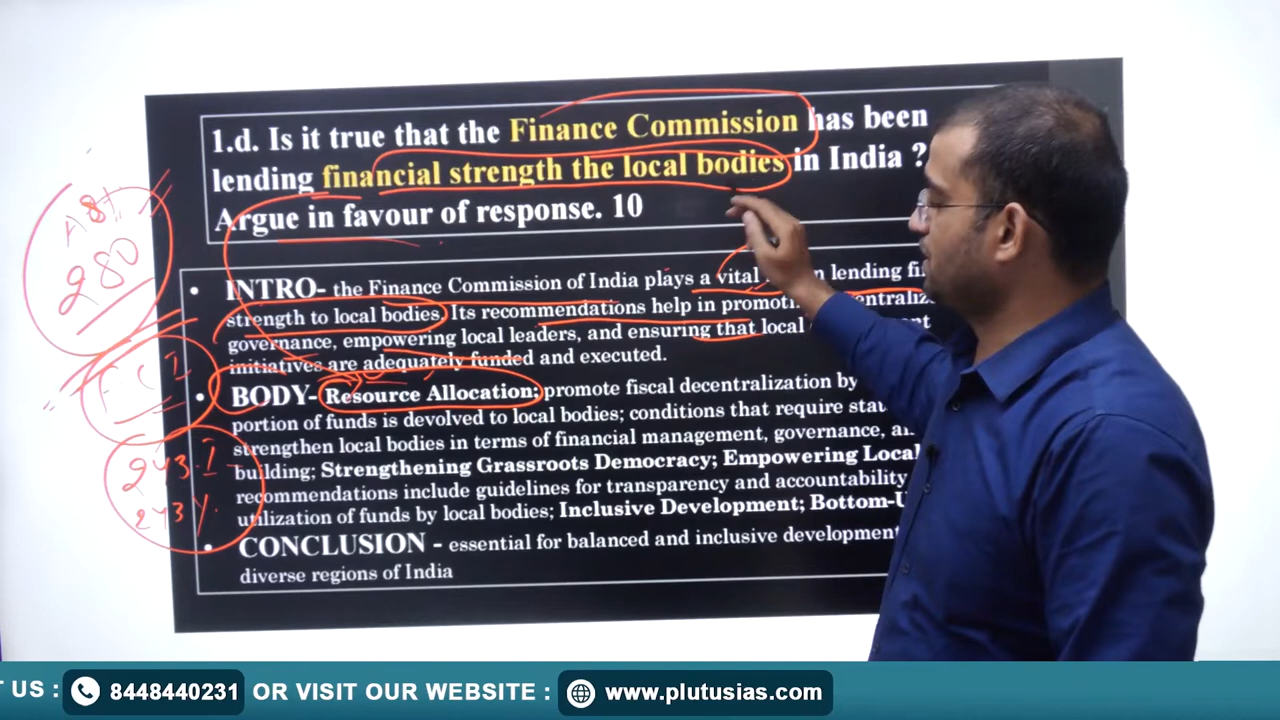 1.d. Is it true that the Finance Commission has been
lending financial strength the local bodies in India ?
Argue in favour of response. 10
• INTRO- the Finance Commission of India plays a vital lending
strength to local bodies. Its recommendations help in
governance, empowering local leaders, and ensuring that local
initiatives are adequately funded and executed.
• BODY- Resource Allocation; promote fiscal decentralization by
portion of funds is devolved to local bodies; conditions that require
strengthen local bodies in terms of financial management, governance,
building; Strengthening Grassroots Democracy; Empowering Local
recommendations include guidelines for transparency and accountability
utilization of funds by local bodies; Inclusive Development;
• CONCLUSION - essential for balanced and inclusive development
diverse regions of India
280
243 I
243 Y
US : 8448440231 OR VISIT OUR WEBSITE : www.plutusias.com